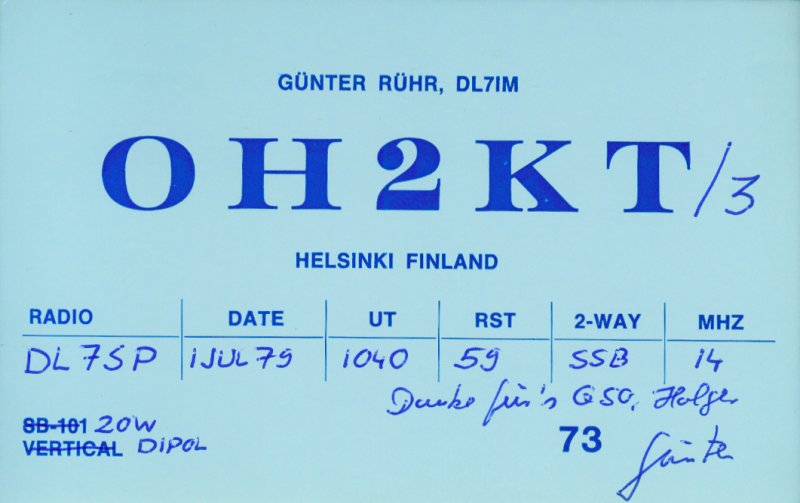 GÜNTER RÜHR, DL7IM
OH2KT/3
HELSINKI FINLAND
RADIO DATE UT RST 2-WAY MHZ
DL7SP 1JUL79 1040 59 SSB 14
Danke für's QSO, Holger
SB-101 20W
VERTICAL DIPOL
73 Günter